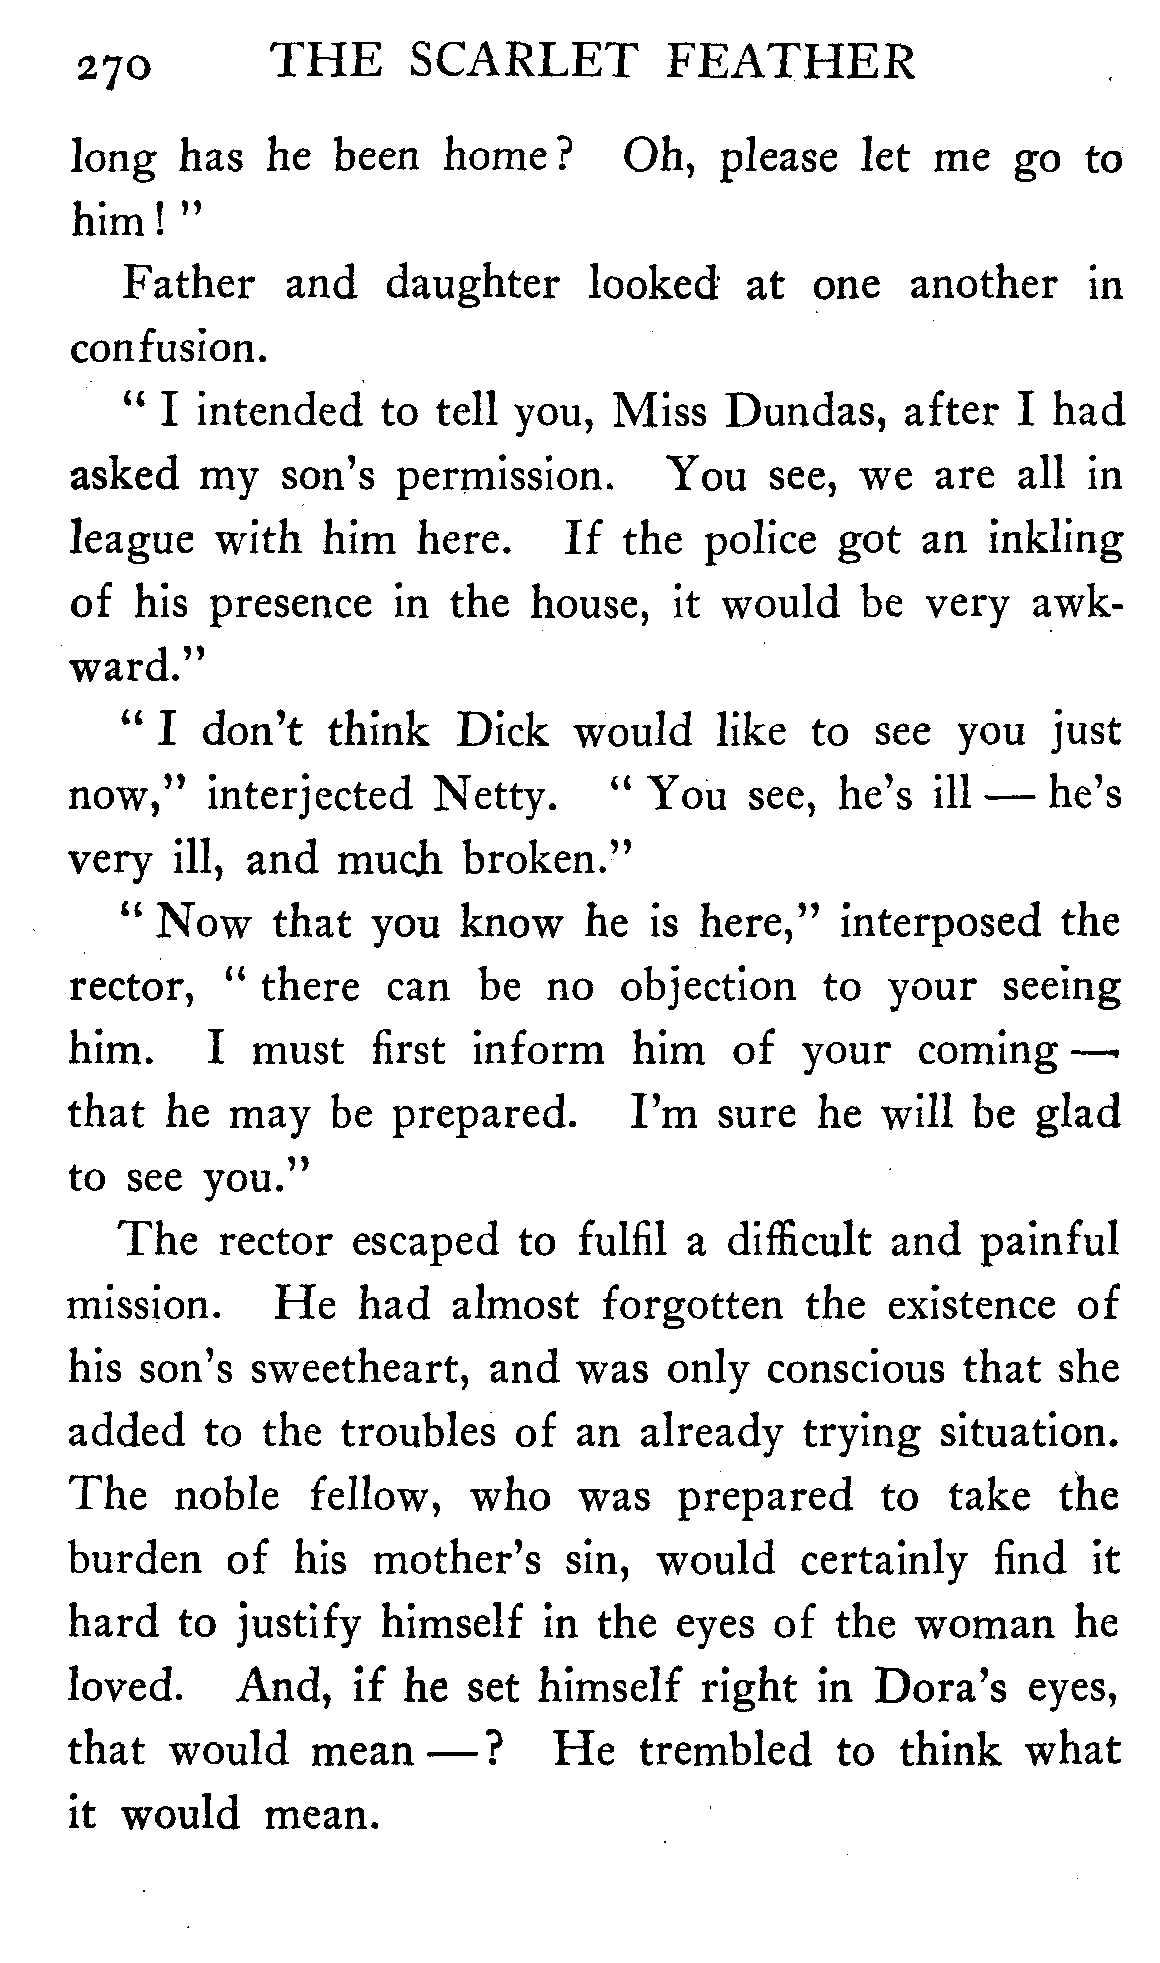 270 THE SCARLET FEATHER
long has he been home? Oh, please let me go to
him!"
Father and daughter looked at one another in
confusion.
"I intended to tell you, Miss Dundas, after I had
asked my son's permission. You see, we are all in
league with him here. If the police got an inkling
of his presence in the house, it would be very awk-
ward."
"I don't think Dick would like to see you just
now," interjected Netty. "You see, he's ill — he's
very ill, and much broken."
"Now that you know he is here," interposed the
rector, "there can be no objection to your seeing
him. I must first inform him of your coming —
that he may be prepared. I'm sure he will be glad
to see you."
The rector escaped to fulfil a difficult and painful
mission. He had almost forgotten the existence of
his son's sweetheart, and was only conscious that she
added to the troubles of an already trying situation.
The noble fellow, who was prepared to take the
burden of his mother's sin, would certainly find it
hard to justify himself in the eyes of the woman he
loved. And, if he set himself right in Dora's eyes,
that would mean —? He trembled to think what
it would mean.